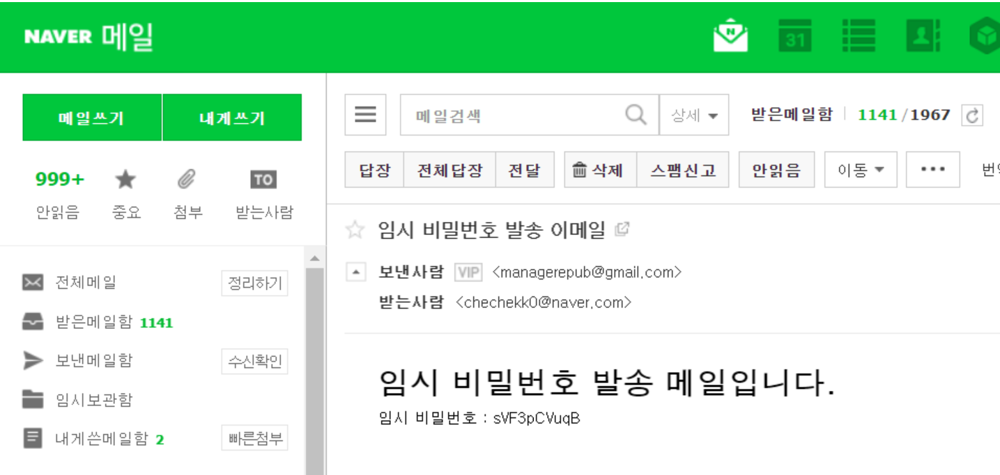 NAVER 메일
31
메일쓰기 내게쓰기
999+
TO
안읽음 중요 첨부 받는사람
전체메일 정리하기
받은메일함 1141
보낸메일함 수신확인
임시보관함
내게쓴메일함 2 빠른첨부
메일검색 상세 받은메일함 1141/1967
답장 전체답장 전달 삭제 스팸신고 안읽음 이동 •••
임시 비밀번호 발송 이메일
보낸사람 VIP <managerepub@gmail.com>
받는사람 <chechekk0@naver.com>
임시 비밀번호 발송 메일입니다.
임시 비밀번호 : sVF3pCVuqB